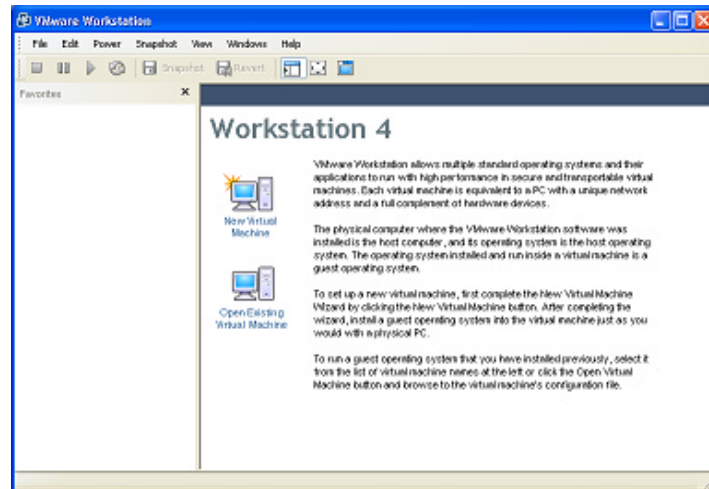 VMware Workstation
File Edit Power Snapshot View Windows Help
Snapshot Revert
Favorites
Workstation 4
VMware Workstation allows multiple standard operating systems and their
applications to run with high performance in secure and transportable virtual
machines. Each virtual machine is equivalent to a PC with a unique network
address and a full complement of hardware devices.
The physical computer where the VMware Workstation software was
installed is the host computer, and its operating system is the host operating
system. The operating system installed and run inside a virtual machine is a
guest operating system.
To set up a new virtual machine, first complete the New Virtual Machine
Wizard by clicking the New Virtual Machine button. After completing the
wizard, install a guest operating system into the virtual machine just as you
would with a physical PC.
To run a guest operating system that you have installed previously, select it
from the list of virtual machine names at the left or click the Open Virtual
Machine button and browse to the virtual machine's configuration file.
New Virtual
Machine
Open Existing
Virtual Machine